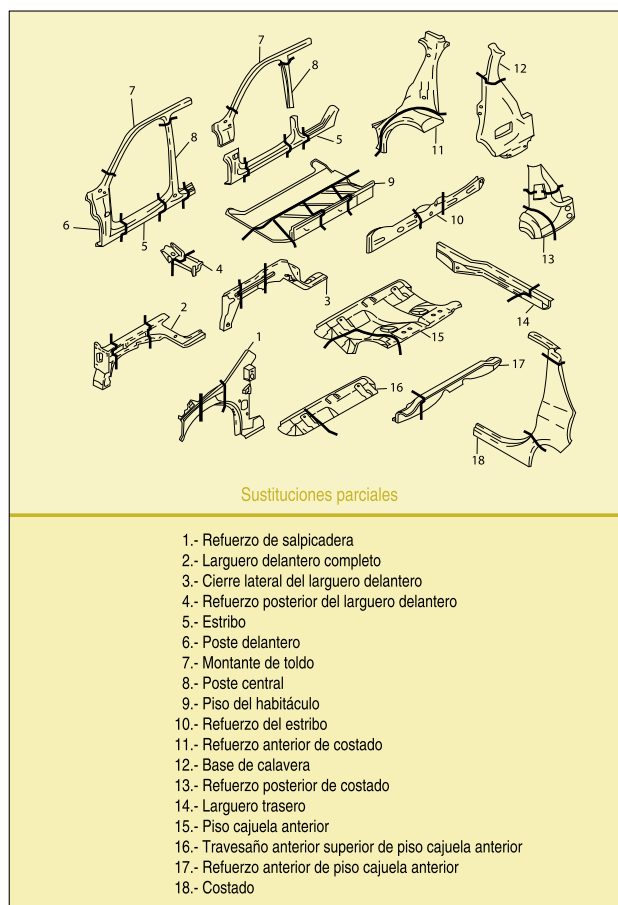 7
7
8
12
8
5
11
9
6
5
10
13
4
3
2
14
15
1
17
16
18
Sustituciones parciales
1.- Refuerzo de salpicadera
2.- Larguero delantero completo
3.- Cierre lateral del larguero delantero
4.- Refuerzo posterior del larguero delantero
5.- Estribo
6.- Poste delantero
7.- Montante de toldo
8.- Poste central
9.- Piso del habitáculo
10.- Refuerzo del estribo
11.- Refuerzo anterior de costado
12.- Base de calavera
13.- Refuerzo posterior de costado
14.- Larguero trasero
15.- Piso cajuela anterior
16.- Travesaño anterior superior de piso cajuela anterior
17.- Refuerzo anterior de piso cajuela anterior
18.- Costado